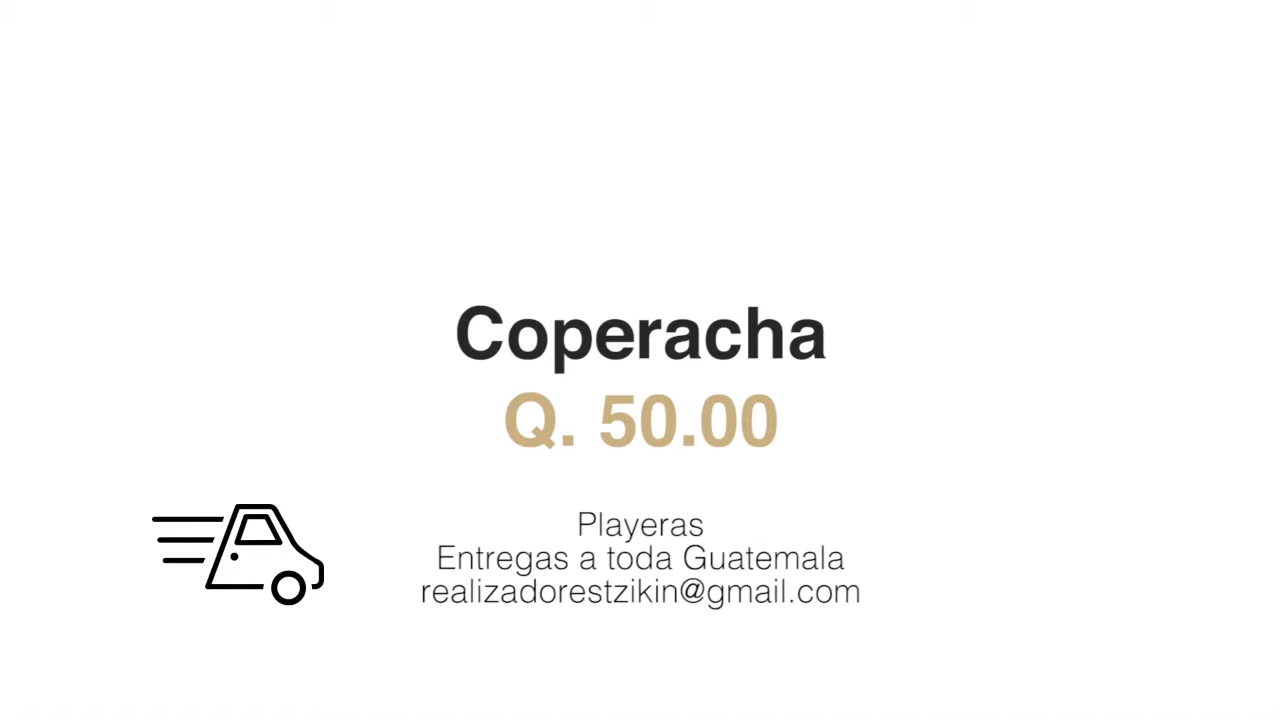 Coperacha
Q. 50.00
Playeras
Entregas a toda Guatemala
realizadorestzikin@gmail.com